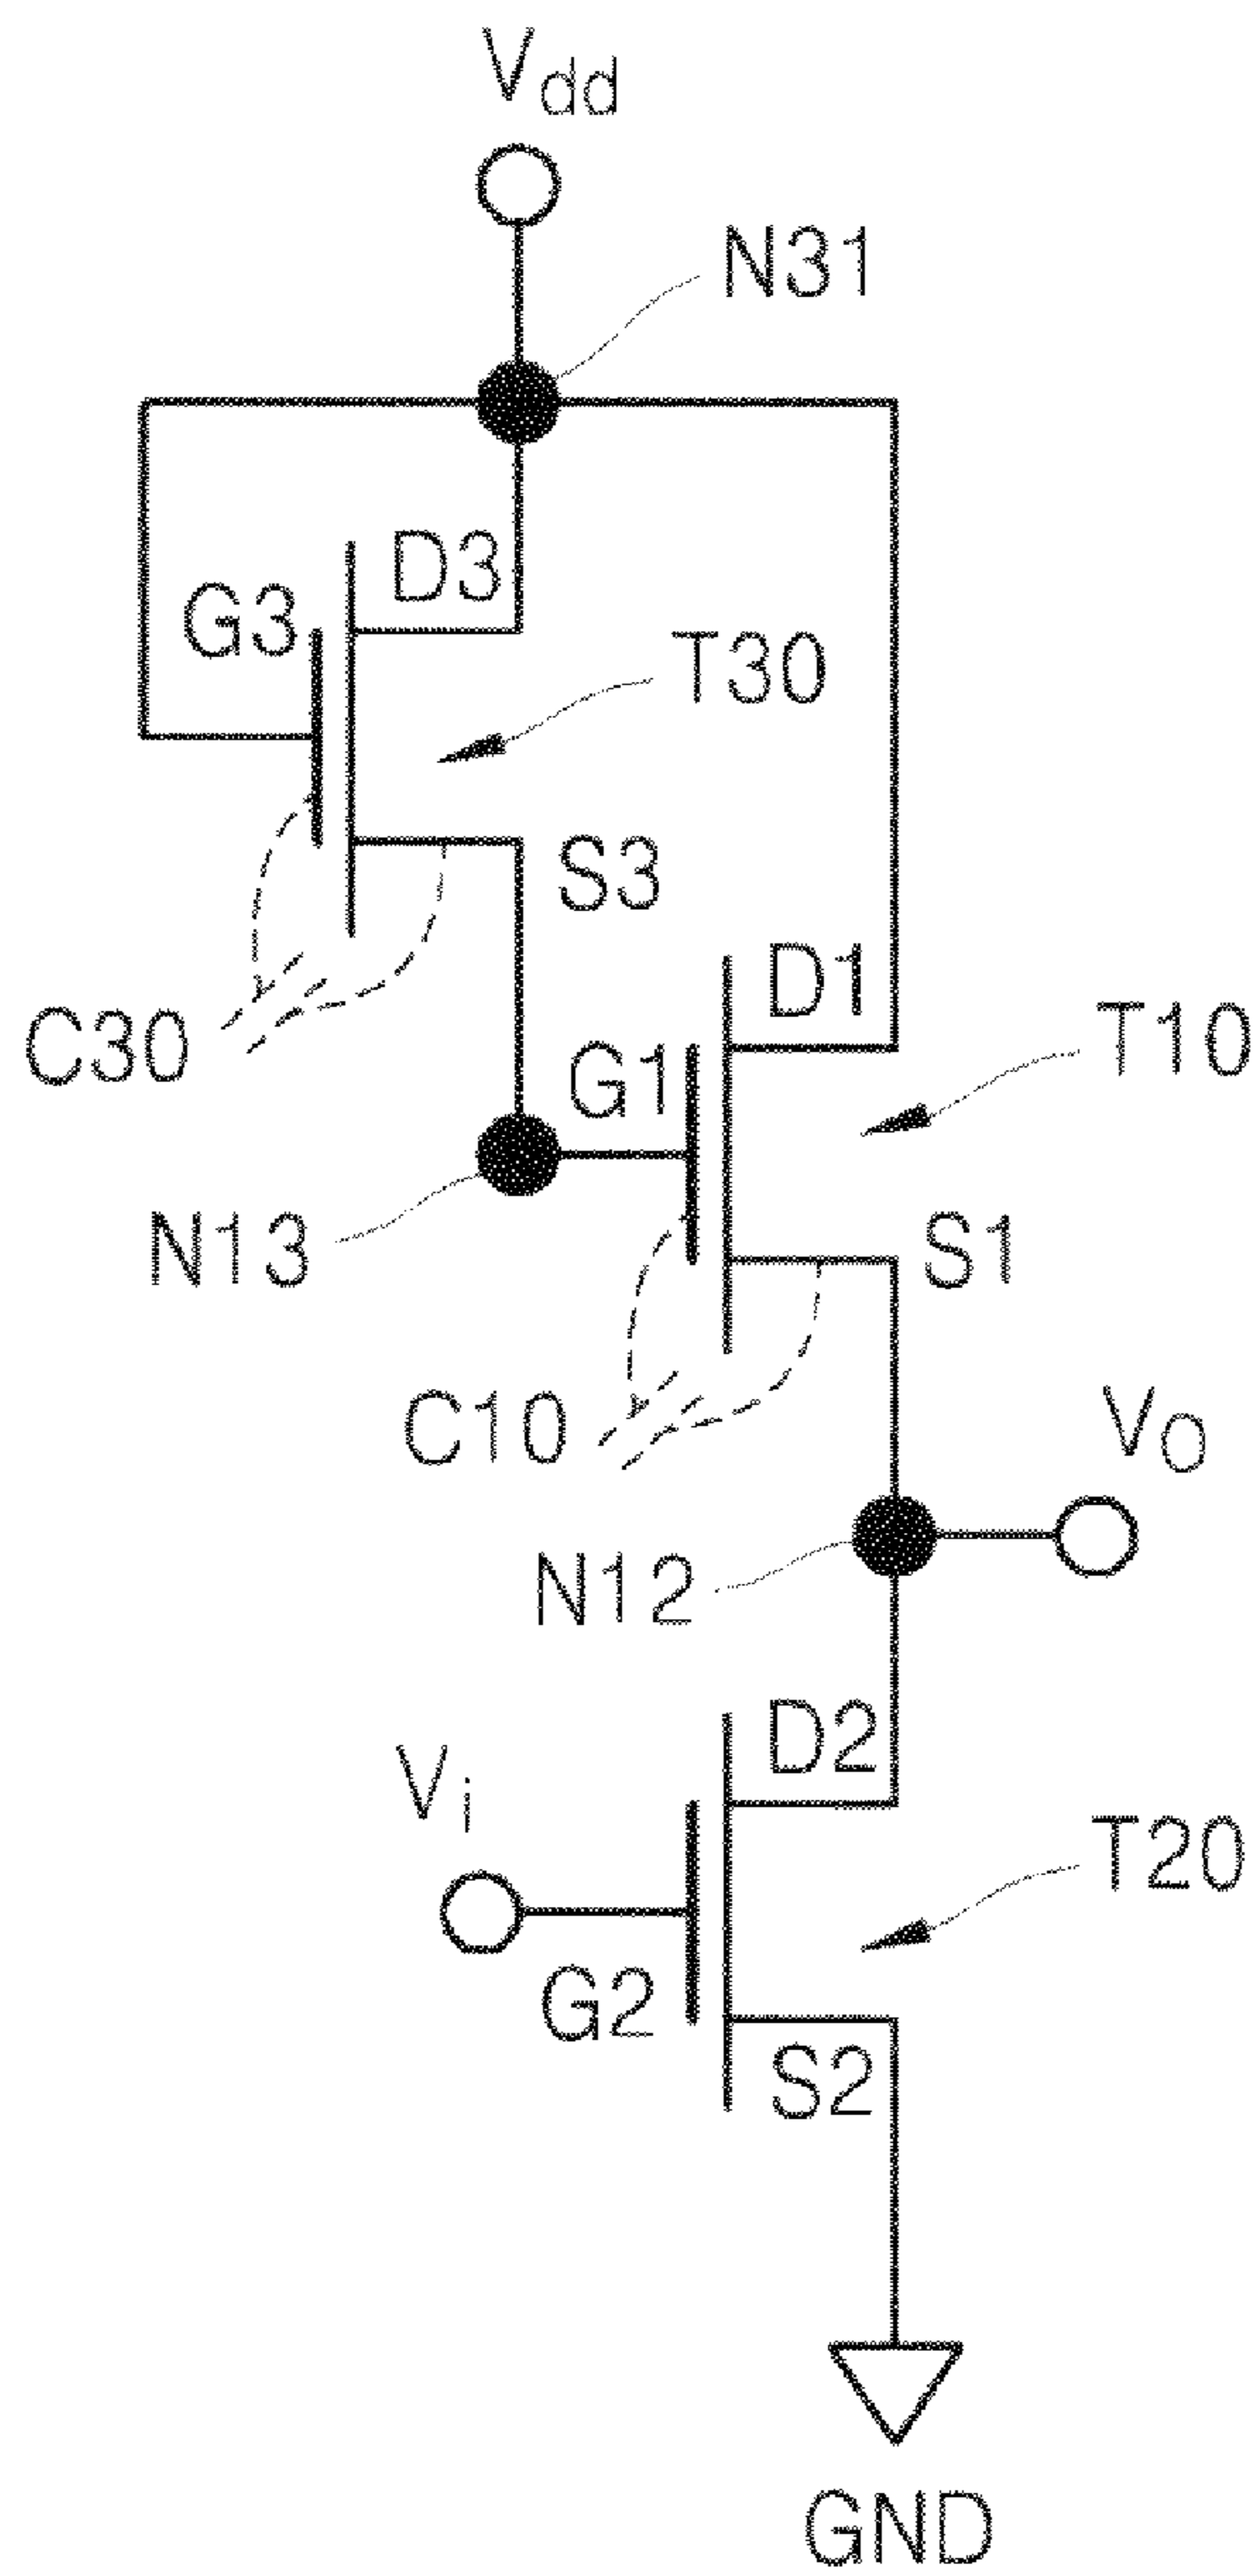 Vdd
N31
D3
G3
T30
S3
D1
C30
T10
G1
N13
S1
C10
VO
N12
D2
Vi
T20
G2
S2
GND